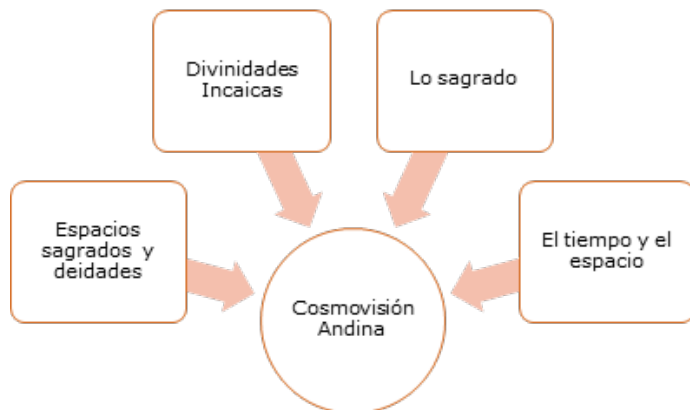 Divinidades
Incaicas
Lo sagrado
Espacios
sagrados y
deidades
El tiempo y el
espacio
Cosmovisión
Andina